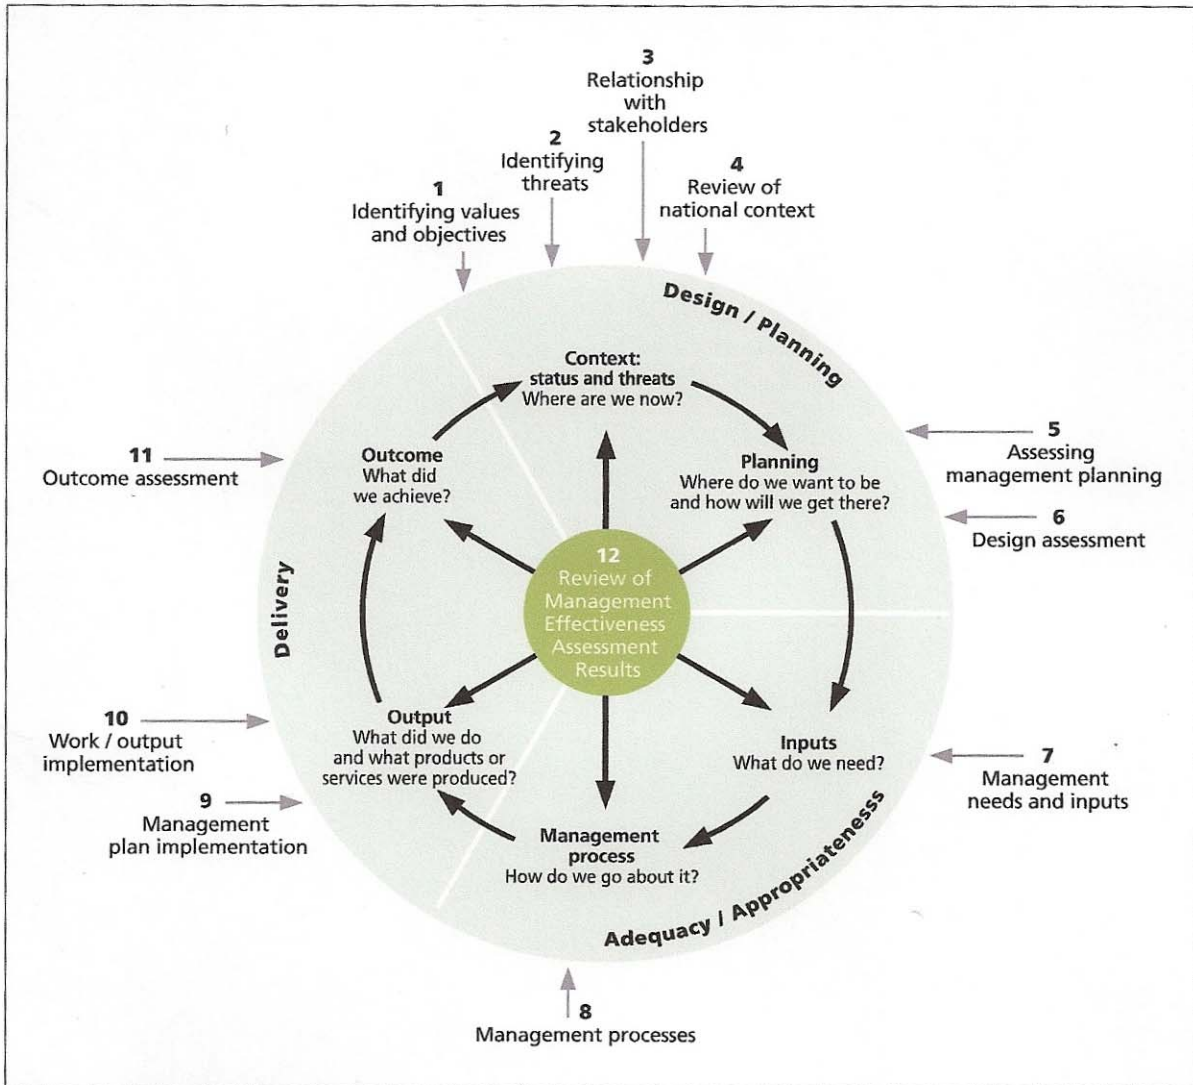 3
Relationship
with
stakeholders
2
Identifying
threats
4
Review of
national context
1
Identifying values
and objectives
Design / Planning
Context:
status and threats
Where are we now?
5
Assessing
management planning
11
Outcome assessment
Outcome
What did
we achieve?
Planning
Where do we want to be
and how will we get there?
6
Design assessment
12
Review of
Management
Effectiveness
Assessment
Results
Delivery
10
Work / output
implementation
Output
What did we do
and what products or
services were produced?
Inputs
What do we need?
7
Management
needs and inputs
9
Management
plan implementation
Management
process
How do we go about it?
Adequacy / Appropriatenesss
8
Management processes